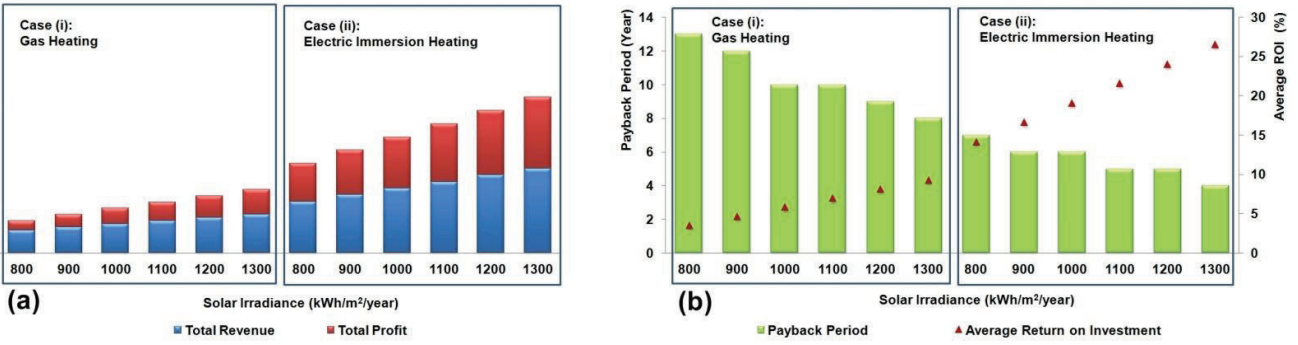 Case (i):
Gas Heating
Case (ii):
Electric Immersion Heating
800 900 1000 1100 1200 1300 800 900 1000 1100 1200 1300
(a)
Solar Irradiance (kWh/m²/year)
Total Revenue Total Profit
Payback Period (Year)
14
12
10
8
6
4
2
0
Case (i):
Gas Heating
Case (ii):
Electric Immersion Heating
30
25
20
15
10
5
0
Average ROI (%)
800 900 1000 1100 1200 1300 800 900 1000 1100 1200 1300
(b)
Solar Irradiance (kWh/m²/year)
Payback Period Average Return on Investment